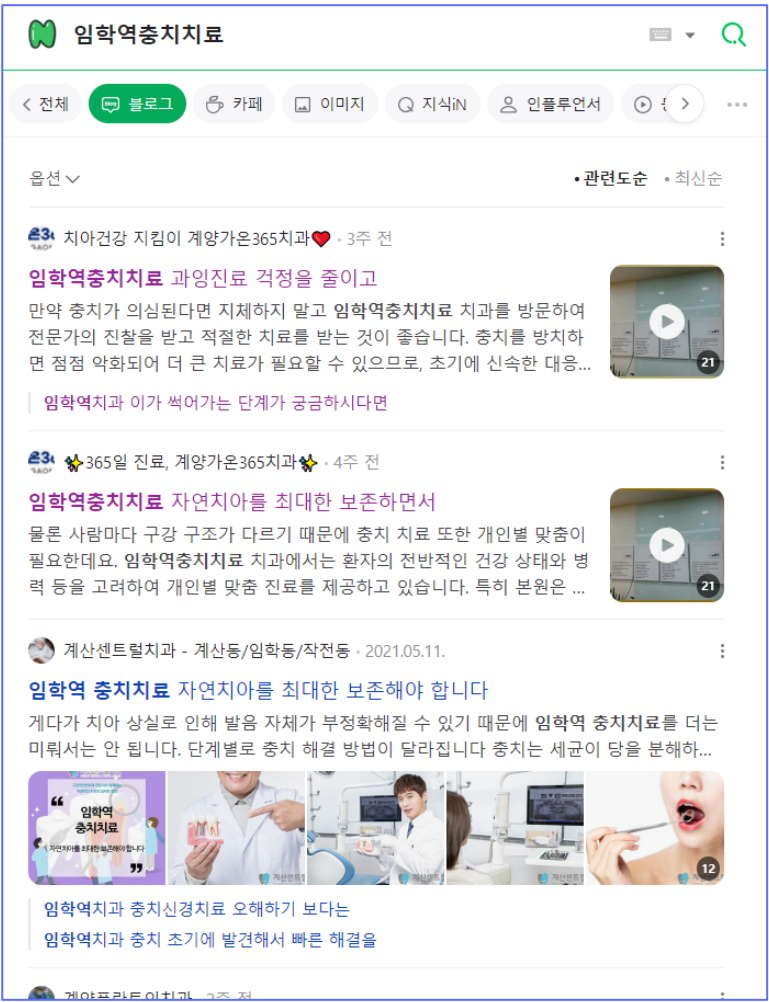 임학역충치치료
전체 블로그 카페 이미지 지식iN 인플루언서
옵션 •관련도순 •최신순
치아건강 지킴이 계양가온365치과❤️ · 3주 전
임학역충치치료 과잉진료 걱정을 줄이고
만약 충치가 의심된다면 지체하지 말고 임학역충치치료 치과를 방문하여
전문가의 진찰을 받고 적절한 치료를 받는 것이 좋습니다. 충치를 방치하
면 점점 악화되어 더 큰 치료가 필요할 수 있으므로, 초기에 신속한 대응...
21
임학역치과 이가 썩어가는 단계가 궁금하시다면
✨365일 진료, 계양가온365치과✨ · 4주 전
임학역충치치료 자연치아를 최대한 보존하면서
물론 사람마다 구강 구조가 다르기 때문에 충치 치료 또한 개인별 맞춤이
필요한데요. 임학역충치치료 치과에서는 환자의 전반적인 건강 상태와 병
력 등을 고려하여 개인별 맞춤 진료를 제공하고 있습니다. 특히 본원은 ...
21
계산센트럴치과 - 계산동/임학동/작전동 · 2021.05.11.
임학역 충치치료 자연치아를 최대한 보존해야 합니다
게다가 치아 상실로 인해 발음 자체가 부정확해질 수 있기 때문에 임학역 충치치료를 더는
미뤄서는 안 됩니다. 단계별로 충치 해결 방법이 달라집니다 충치는 세균이 당을 분해하...
임학역
충치치료
자연치아를 최대한 보존해야 합니다
12
임학역치과 충치신경치료 오해하기 보다는
임학역치과 충치 초기에 발견해서 빠른 해결을